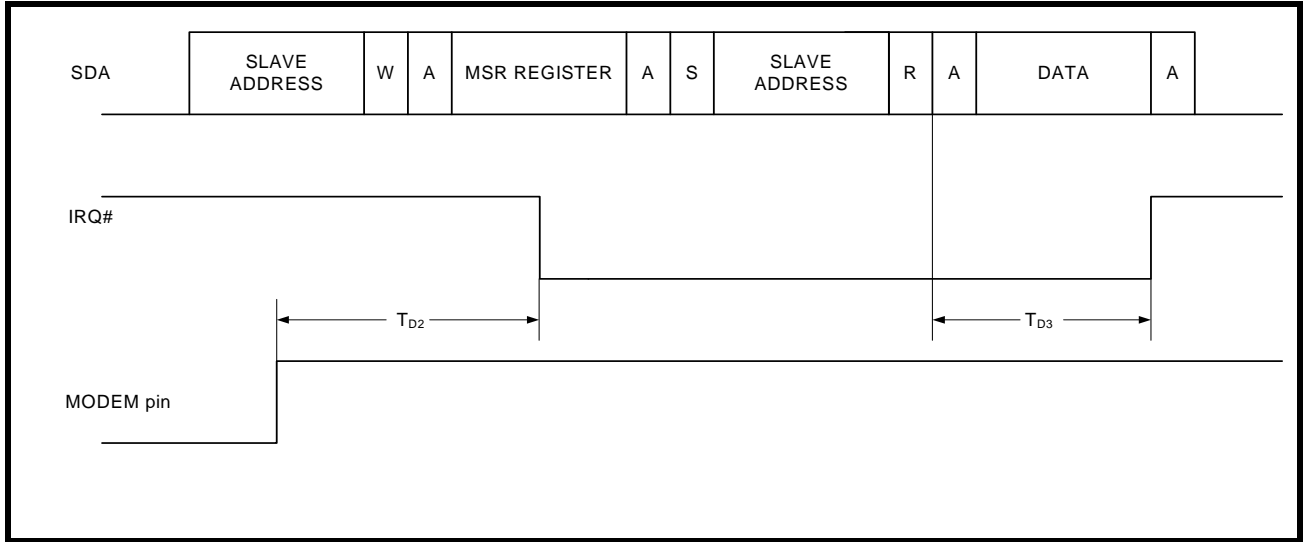 SDA
SLAVE
ADDRESS
W
A
MSR REGISTER
A
S
SLAVE
ADDRESS
R
A
DATA
A
IRQ#
TD2
TD3
MODEM pin